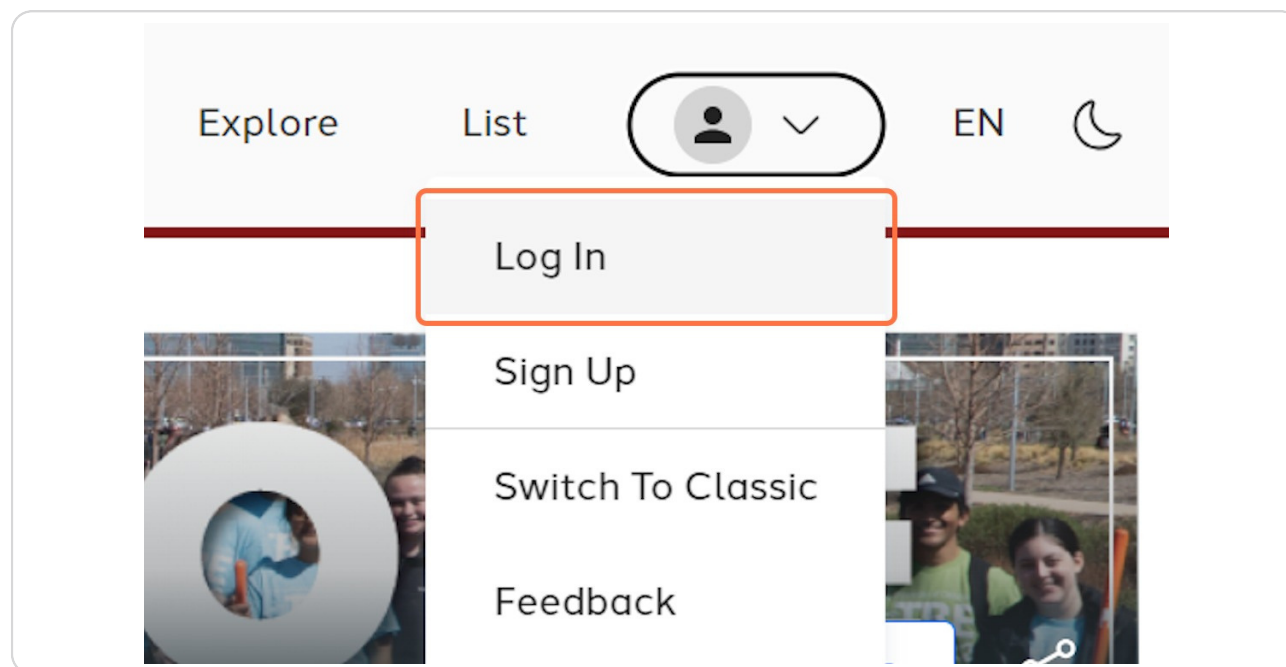 Explore
List
EN
Log In
Sign Up
Switch To Classic
Feedback